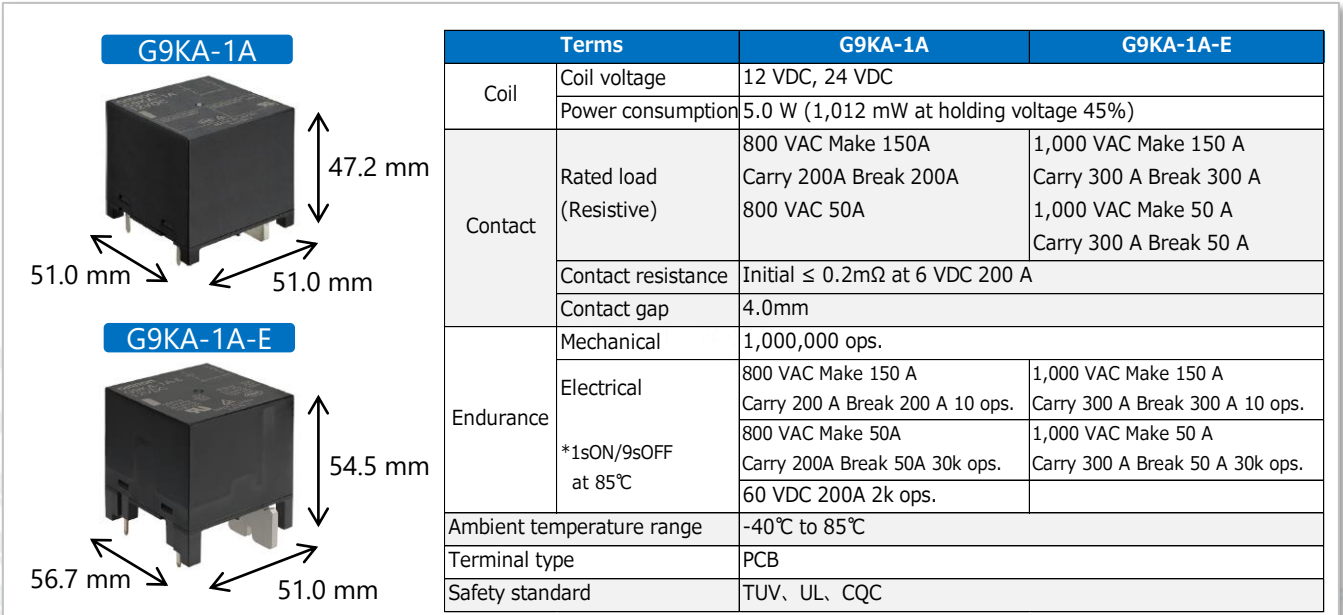 G9KA-1A
47.2 mm
51.0 mm
51.0 mm
G9KA-1A-E
54.5 mm
56.7 mm
51.0 mm
Terms G9KA-1A G9KA-1A-E
Coil
Coil voltage 12 VDC, 24 VDC
Power consumption 5.0 W (1,012 mW at holding voltage 45%)
Contact
Rated load
(Resistive)
800 VAC Make 150A
Carry 200A Break 200A
800 VAC 50A
1,000 VAC Make 150 A
Carry 300 A Break 300 A
1,000 VAC Make 50 A
Carry 300 A Break 50 A
Contact resistance Initial ≤ 0.2mΩ at 6 VDC 200 A
Contact gap 4.0mm
Endurance
Mechanical 1,000,000 ops.
Electrical
*1sON/9sOFF
at 85℃
800 VAC Make 150 A
Carry 200 A Break 200 A 10 ops.
1,000 VAC Make 150 A
Carry 300 A Break 300 A 10 ops.
800 VAC Make 50A
Carry 200A Break 50A 30k ops.
1,000 VAC Make 50 A
Carry 300 A Break 50 A 30k ops.
60 VDC 200A 2k ops.
Ambient temperature range -40℃ to 85℃
Terminal type PCB
Safety standard TUV、UL、CQC